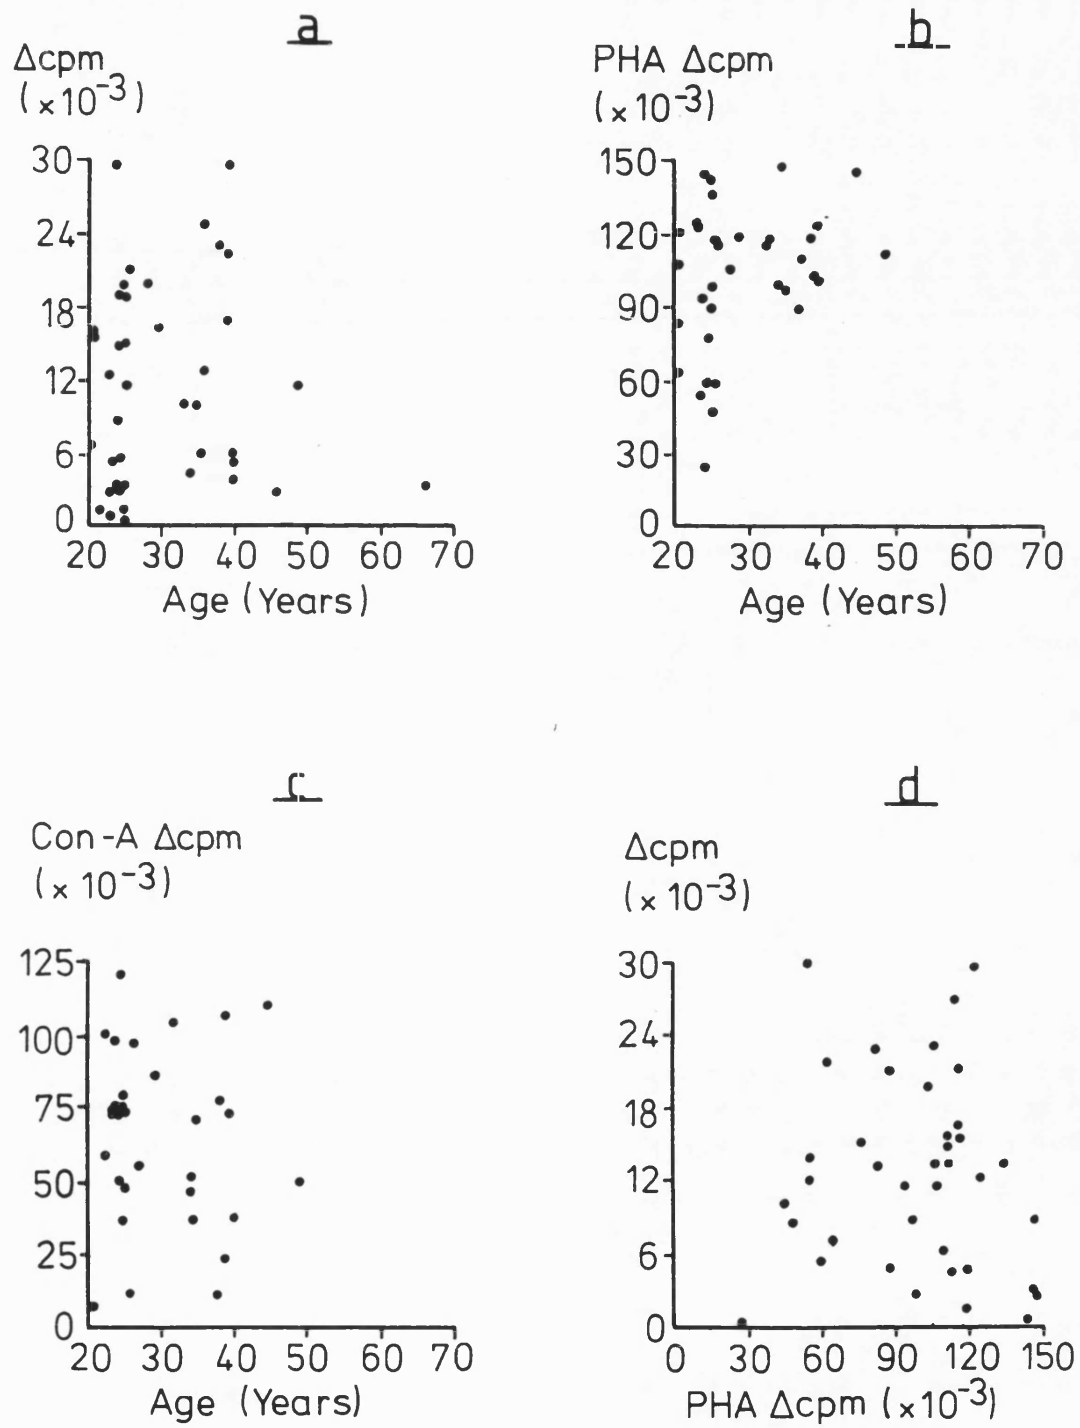 a
Δcpm
(×10⁻³)
30
24
18
12
6
0
20 30 40 50 60 70
Age (Years)
b
PHA Δcpm
(×10⁻³)
150
120
90
60
30
0
20 30 40 50 60 70
Age (Years)
c
Con-A Δcpm
(×10⁻³)
125
100
75
50
25
0
20 30 40 50 60 70
Age (Years)
d
Δcpm
(×10⁻³)
30
24
18
12
6
0
0 30 60 90 120 150
PHA Δcpm (×10⁻³)